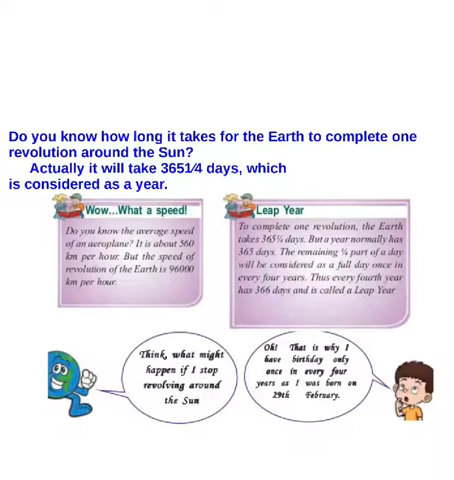 Do you know how long it takes for the Earth to complete one
revolution around the Sun?
Actually it will take 3651⁄4 days, which
is considered as a year.
Wow...What a speed!
Do you know the average speed
of an aeroplane? It is about 560
km per hour. But the speed of
revolution of the Earth is 96000
km per hour.
Leap Year
To complete one revolution, the Earth
takes 365¼ days. But a year normally has
365 days. The remaining ¼ part of a day
will be considered as a full day once in
every four years. Thus every fourth year
has 366 days and is called a Leap Year
Think, what might
happen if I stop
revolving around
the Sun
Oh! That is why I
have birthday only
once in every four
years as I was born on
29th February.